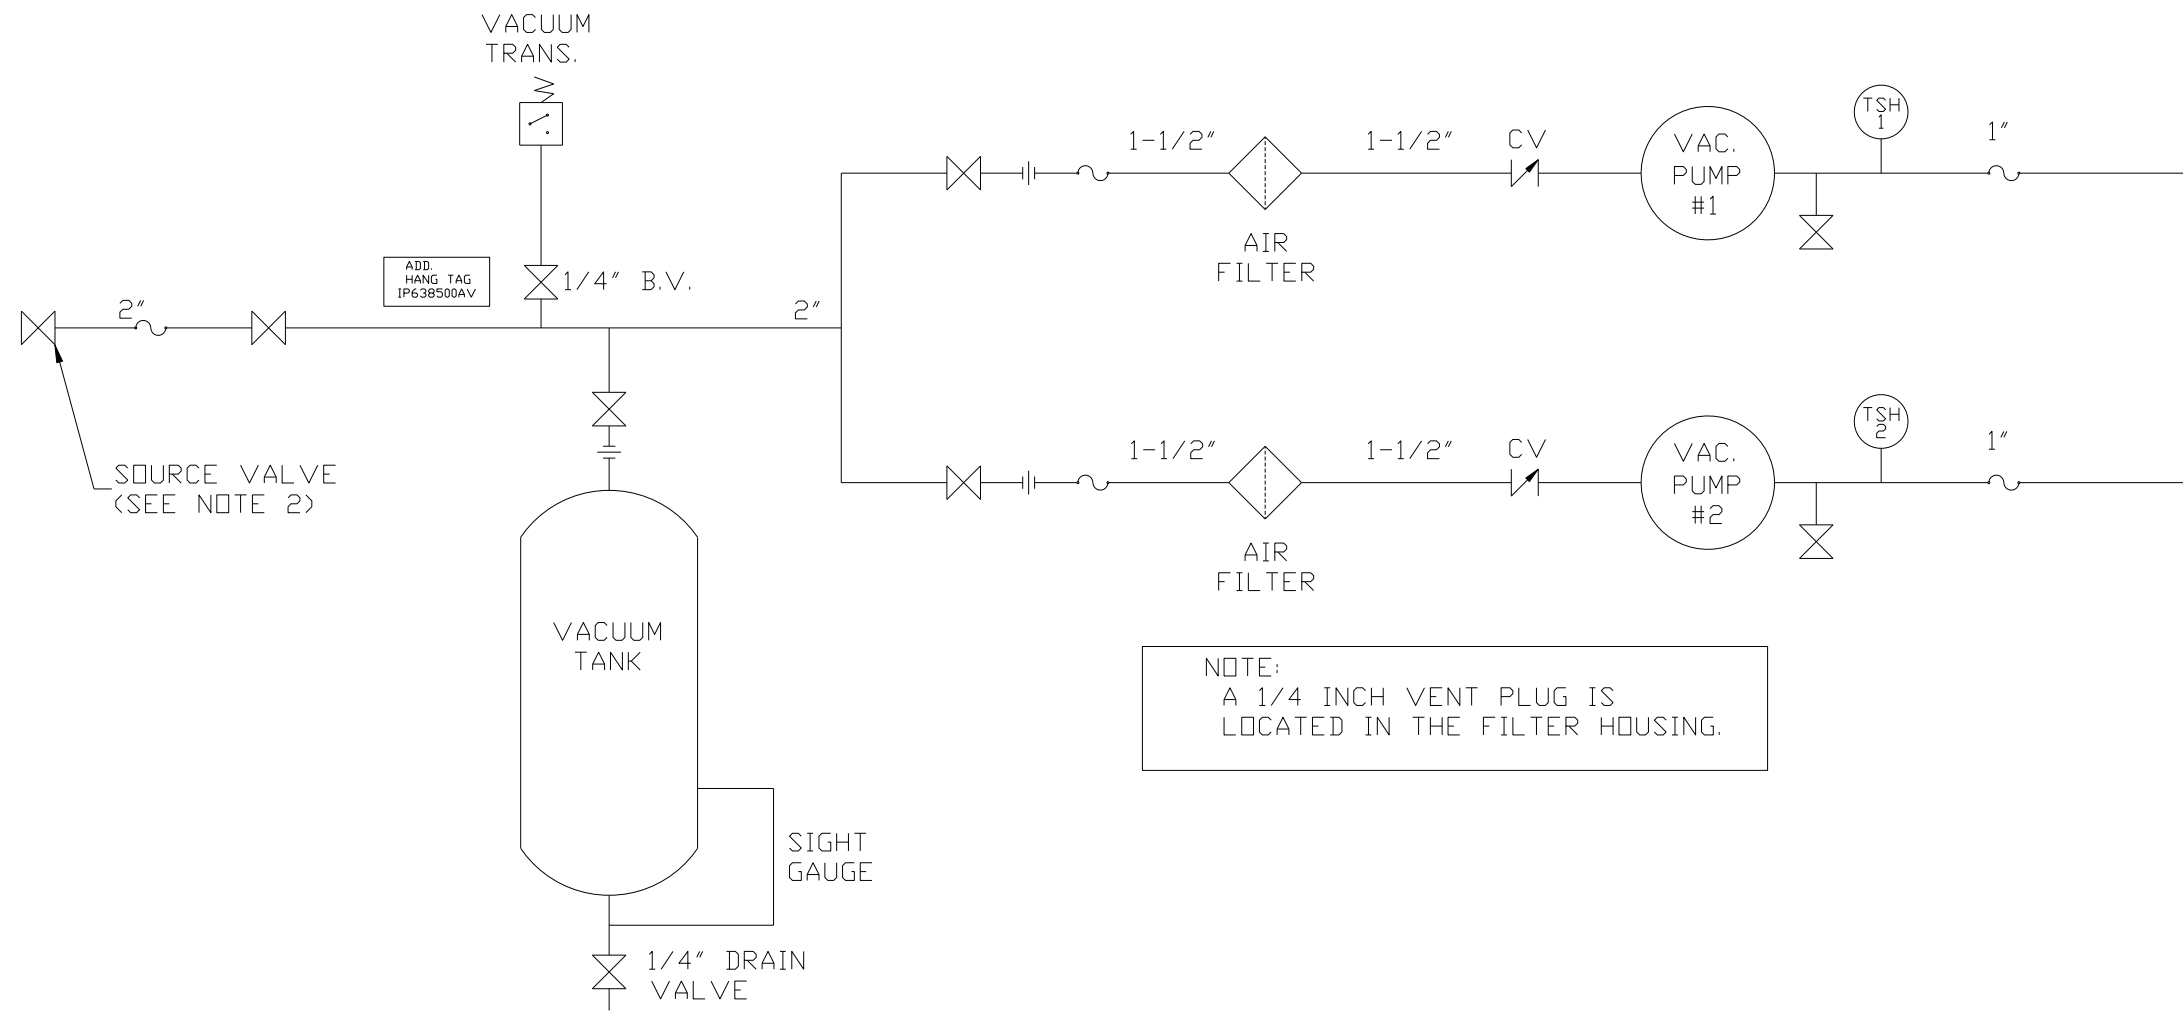 VACUUM
TRANS.
1-1/2"
1-1/2"
CV
VAC.
PUMP
#1
TSH
1
1"
AIR
FILTER
ADD.
HANG TAG
IP638500AV
1/4" B.V.
2"
2"
SOURCE VALVE
(SEE NOTE 2)
1-1/2"
1-1/2"
CV
VAC.
PUMP
#2
TSH
2
1"
AIR
FILTER
VACUUM
TANK
NOTE:
A 1/4 INCH VENT PLUG IS
LOCATED IN THE FILTER HOUSING.
SIGHT
GAUGE
1/4" DRAIN
VALVE